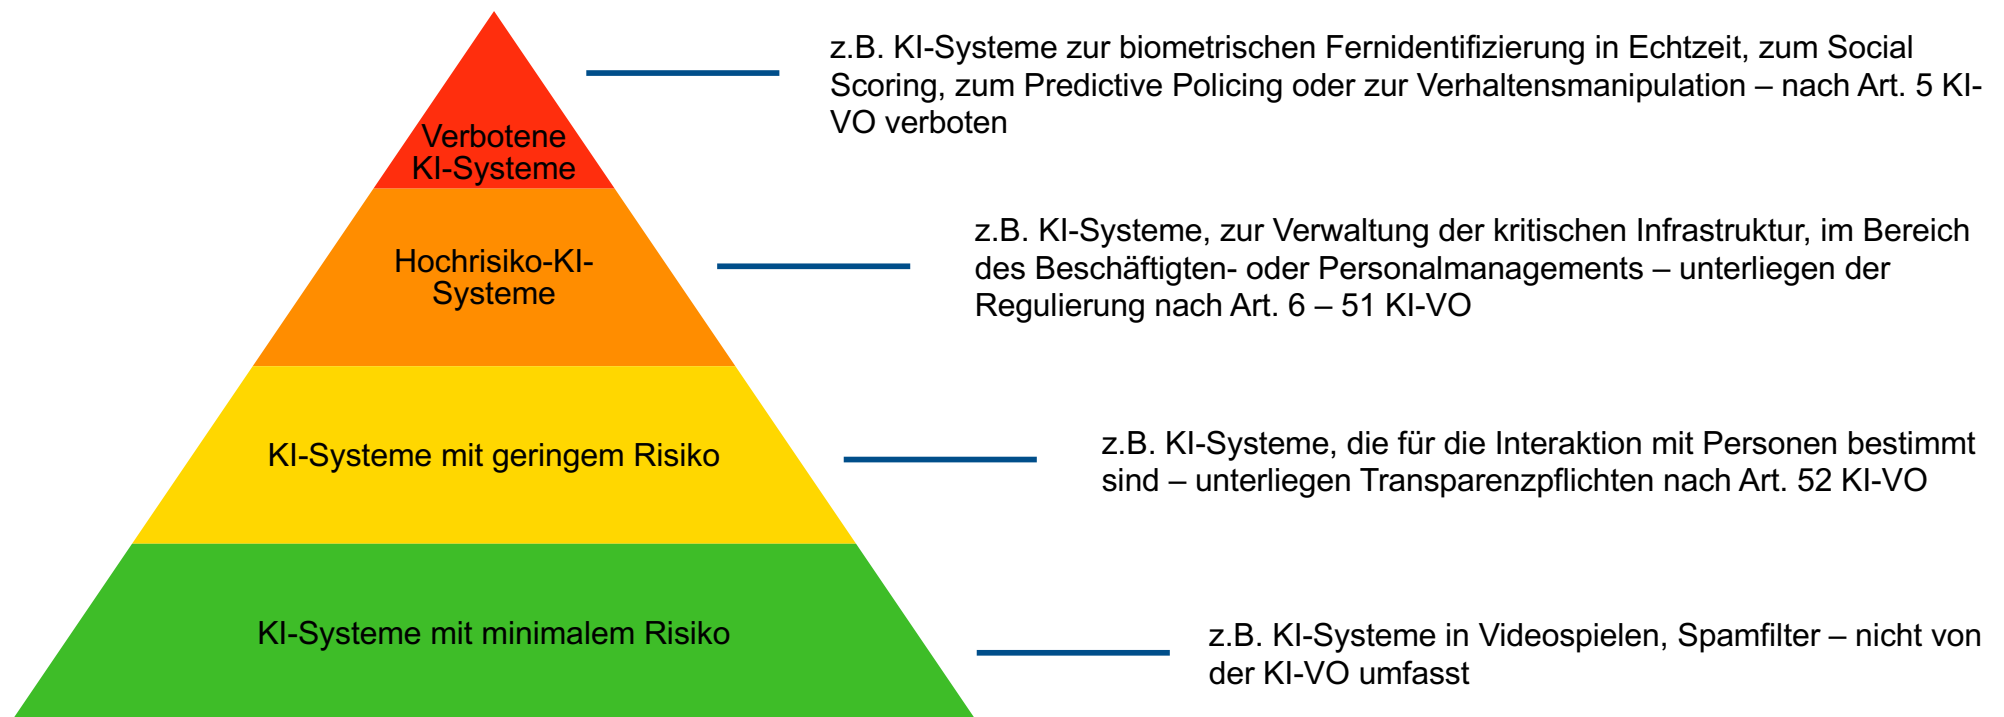 z.B. KI-Systeme zur biometrischen Fernidentifizierung in Echtzeit, zum Social
Scoring, zum Predictive Policing oder zur Verhaltensmanipulation – nach Art. 5 KI-
VO verboten
Verbotene
KI-Systeme
z.B. KI-Systeme, zur Verwaltung der kritischen Infrastruktur, im Bereich
des Beschäftigten- oder Personalmanagements – unterliegen der
Regulierung nach Art. 6 – 51 KI-VO
Hochrisiko-KI-
Systeme
z.B. KI-Systeme, die für die Interaktion mit Personen bestimmt
sind – unterliegen Transparenzpflichten nach Art. 52 KI-VO
KI-Systeme mit geringem Risiko
z.B. KI-Systeme in Videospielen, Spamfilter – nicht von
der KI-VO umfasst
KI-Systeme mit minimalem Risiko